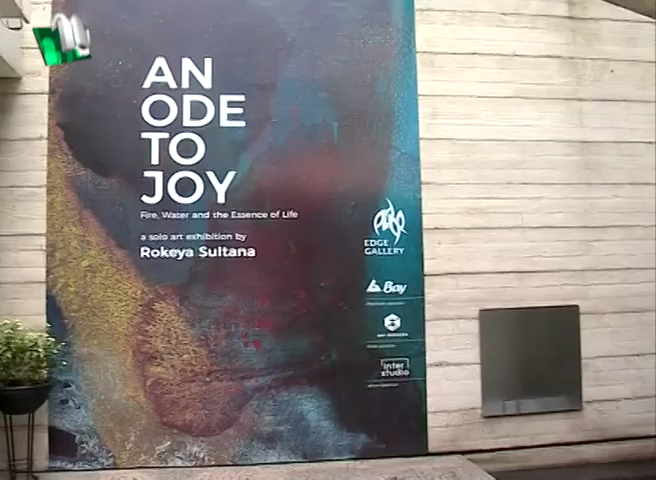 AN
ODE
TO
JOY
Fire, Water and the Essence of Life
a solo art exhibition by
Rokeya Sultana
EDGE
GALLERY
Bay
inter
studio